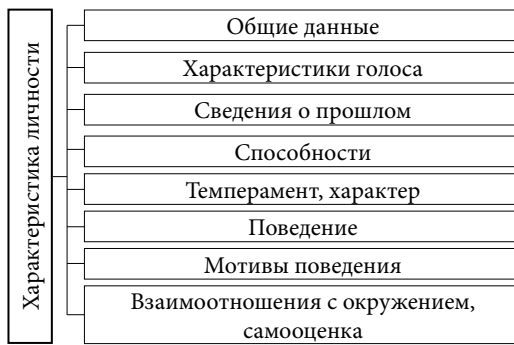 Характеристика личности
Общие данные
Характеристики голоса
Сведения о прошлом
Способности
Темперамент, характер
Поведение
Мотивы поведения
Взаимоотношения с окружением,
самооценка